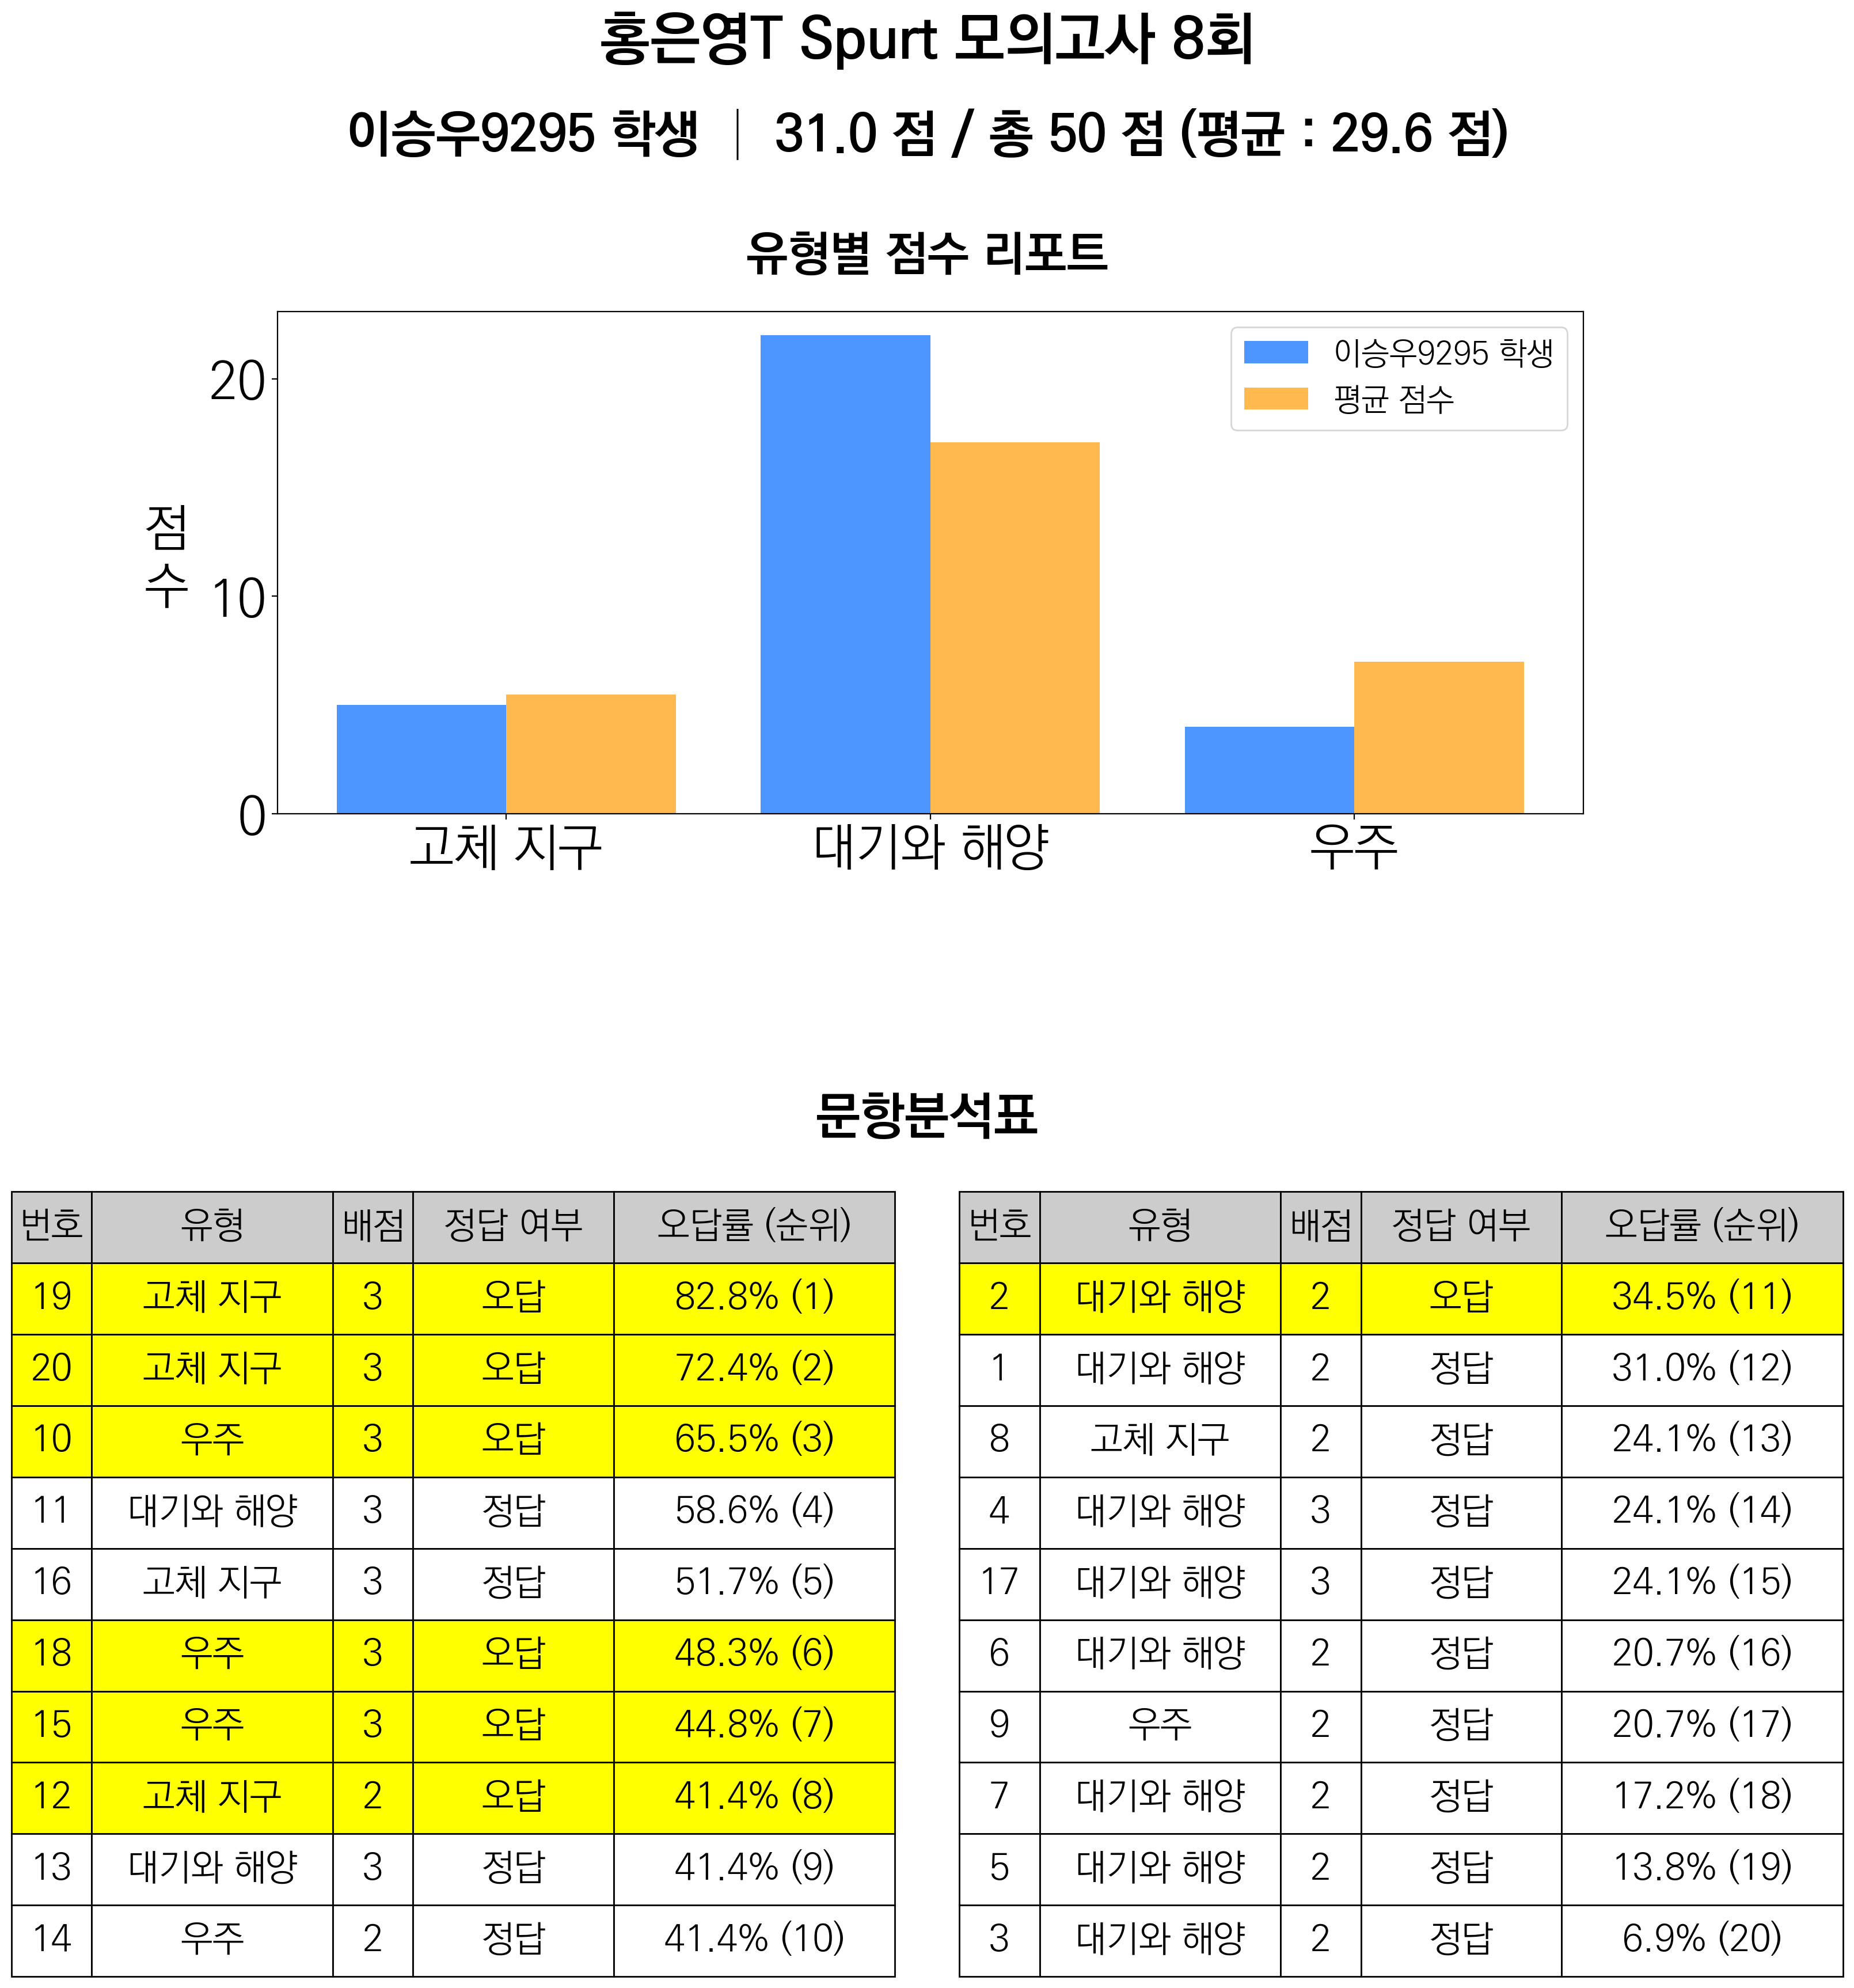 홍은영T Spurt 모의고사 8회
이승우9295 학생 | 31.0 점 / 총 50 점 (평균 : 29.6 점)
유형별 점수 리포트
이승우9295 학생
평균 점수
점
수
20
10
0
고체 지구 대기와 해양 우주
문항분석표
번호 유형 배점 정답 여부 오답률 (순위)
19 고체 지구 3 오답 82.8% (1)
20 고체 지구 3 오답 72.4% (2)
10 우주 3 오답 65.5% (3)
11 대기와 해양 3 정답 58.6% (4)
16 고체 지구 3 정답 51.7% (5)
18 우주 3 오답 48.3% (6)
15 우주 3 오답 44.8% (7)
12 고체 지구 2 오답 41.4% (8)
13 대기와 해양 3 정답 41.4% (9)
14 우주 2 정답 41.4% (10)
번호 유형 배점 정답 여부 오답률 (순위)
2 대기와 해양 2 오답 34.5% (11)
1 대기와 해양 2 정답 31.0% (12)
8 고체 지구 2 정답 24.1% (13)
4 대기와 해양 3 정답 24.1% (14)
17 대기와 해양 3 정답 24.1% (15)
6 대기와 해양 2 정답 20.7% (16)
9 우주 2 정답 20.7% (17)
7 대기와 해양 2 정답 17.2% (18)
5 대기와 해양 2 정답 13.8% (19)
3 대기와 해양 2 정답 6.9% (20)